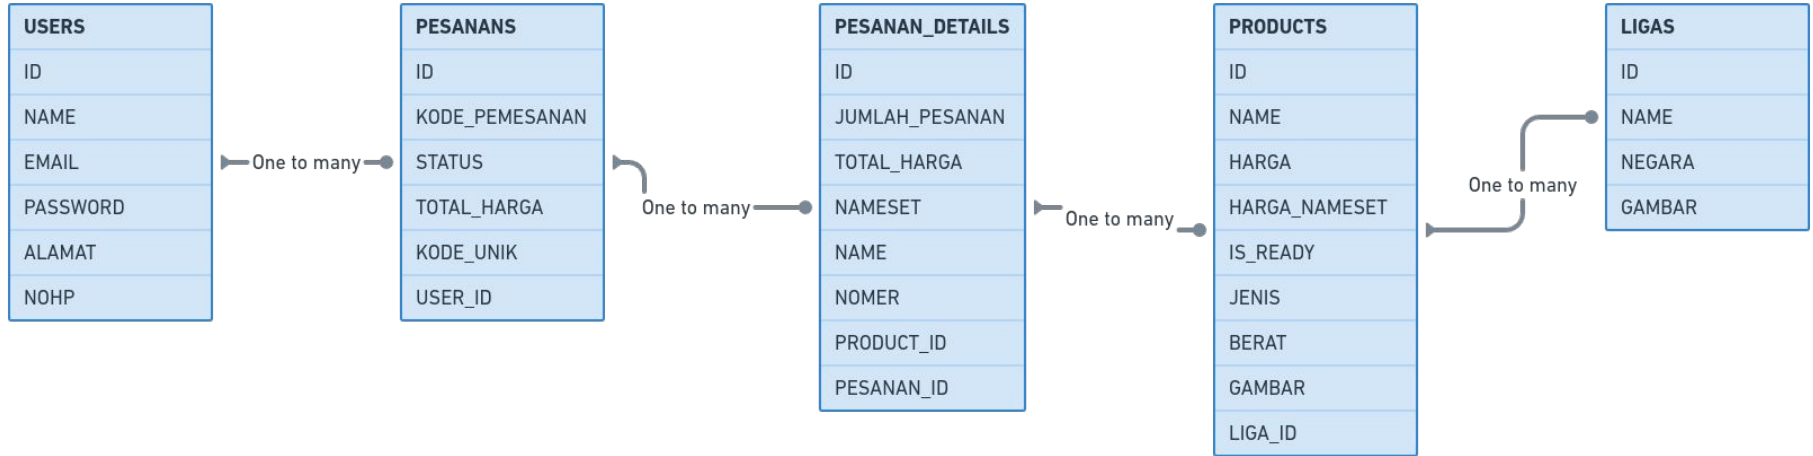 USERS
ID
NAME
EMAIL
PASSWORD
ALAMAT
NOHP
One to many
PESANANS
ID
KODE_PEMESANAN
STATUS
TOTAL_HARGA
KODE_UNIK
USER_ID
One to many
PESANAN_DETAILS
ID
JUMLAH_PESANAN
TOTAL_HARGA
NAMESET
NAME
NOMER
PRODUCT_ID
PESANAN_ID
One to many
PRODUCTS
ID
NAME
HARGA
HARGA_NAMESET
IS_READY
JENIS
BERAT
GAMBAR
LIGA_ID
One to many
LIGAS
ID
NAME
NEGARA
GAMBAR